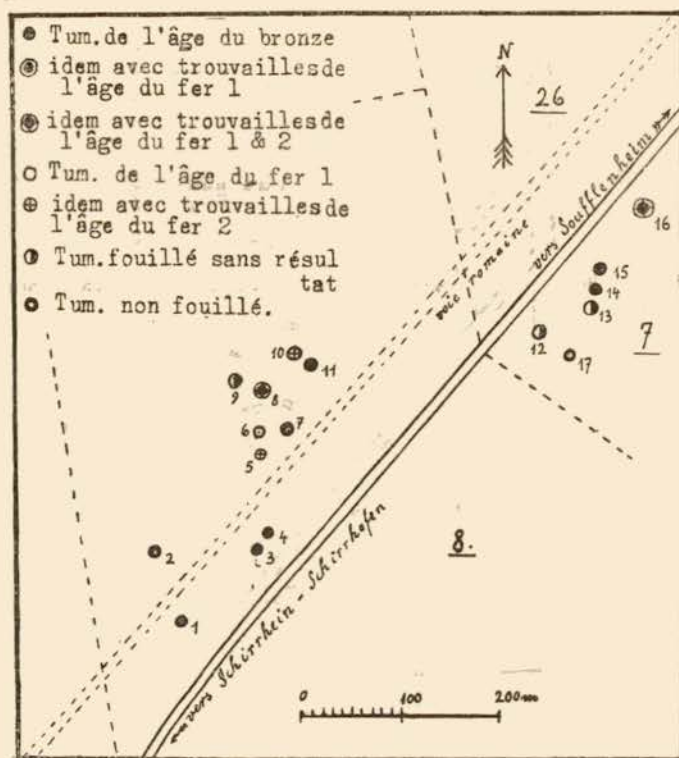 Tum. de l'âge du bronze
idem avec trouvailles de
l'âge du fer 1
idem avec trouvailles de
l'âge du fer 1 & 2
Tum. de l'âge du fer 1
idem avec trouvailles de
l'âge du fer 2
Tum. fouillé sans résul
tat
Tum. non fouillé.
N
26
vers Soufflenheim
voie romaine
16
15
14
13
12
17
7
10
11
9
8
6
7
5
4
3
2
1
8.
vers Schirrhein - Schirrhofen
0 100 200m